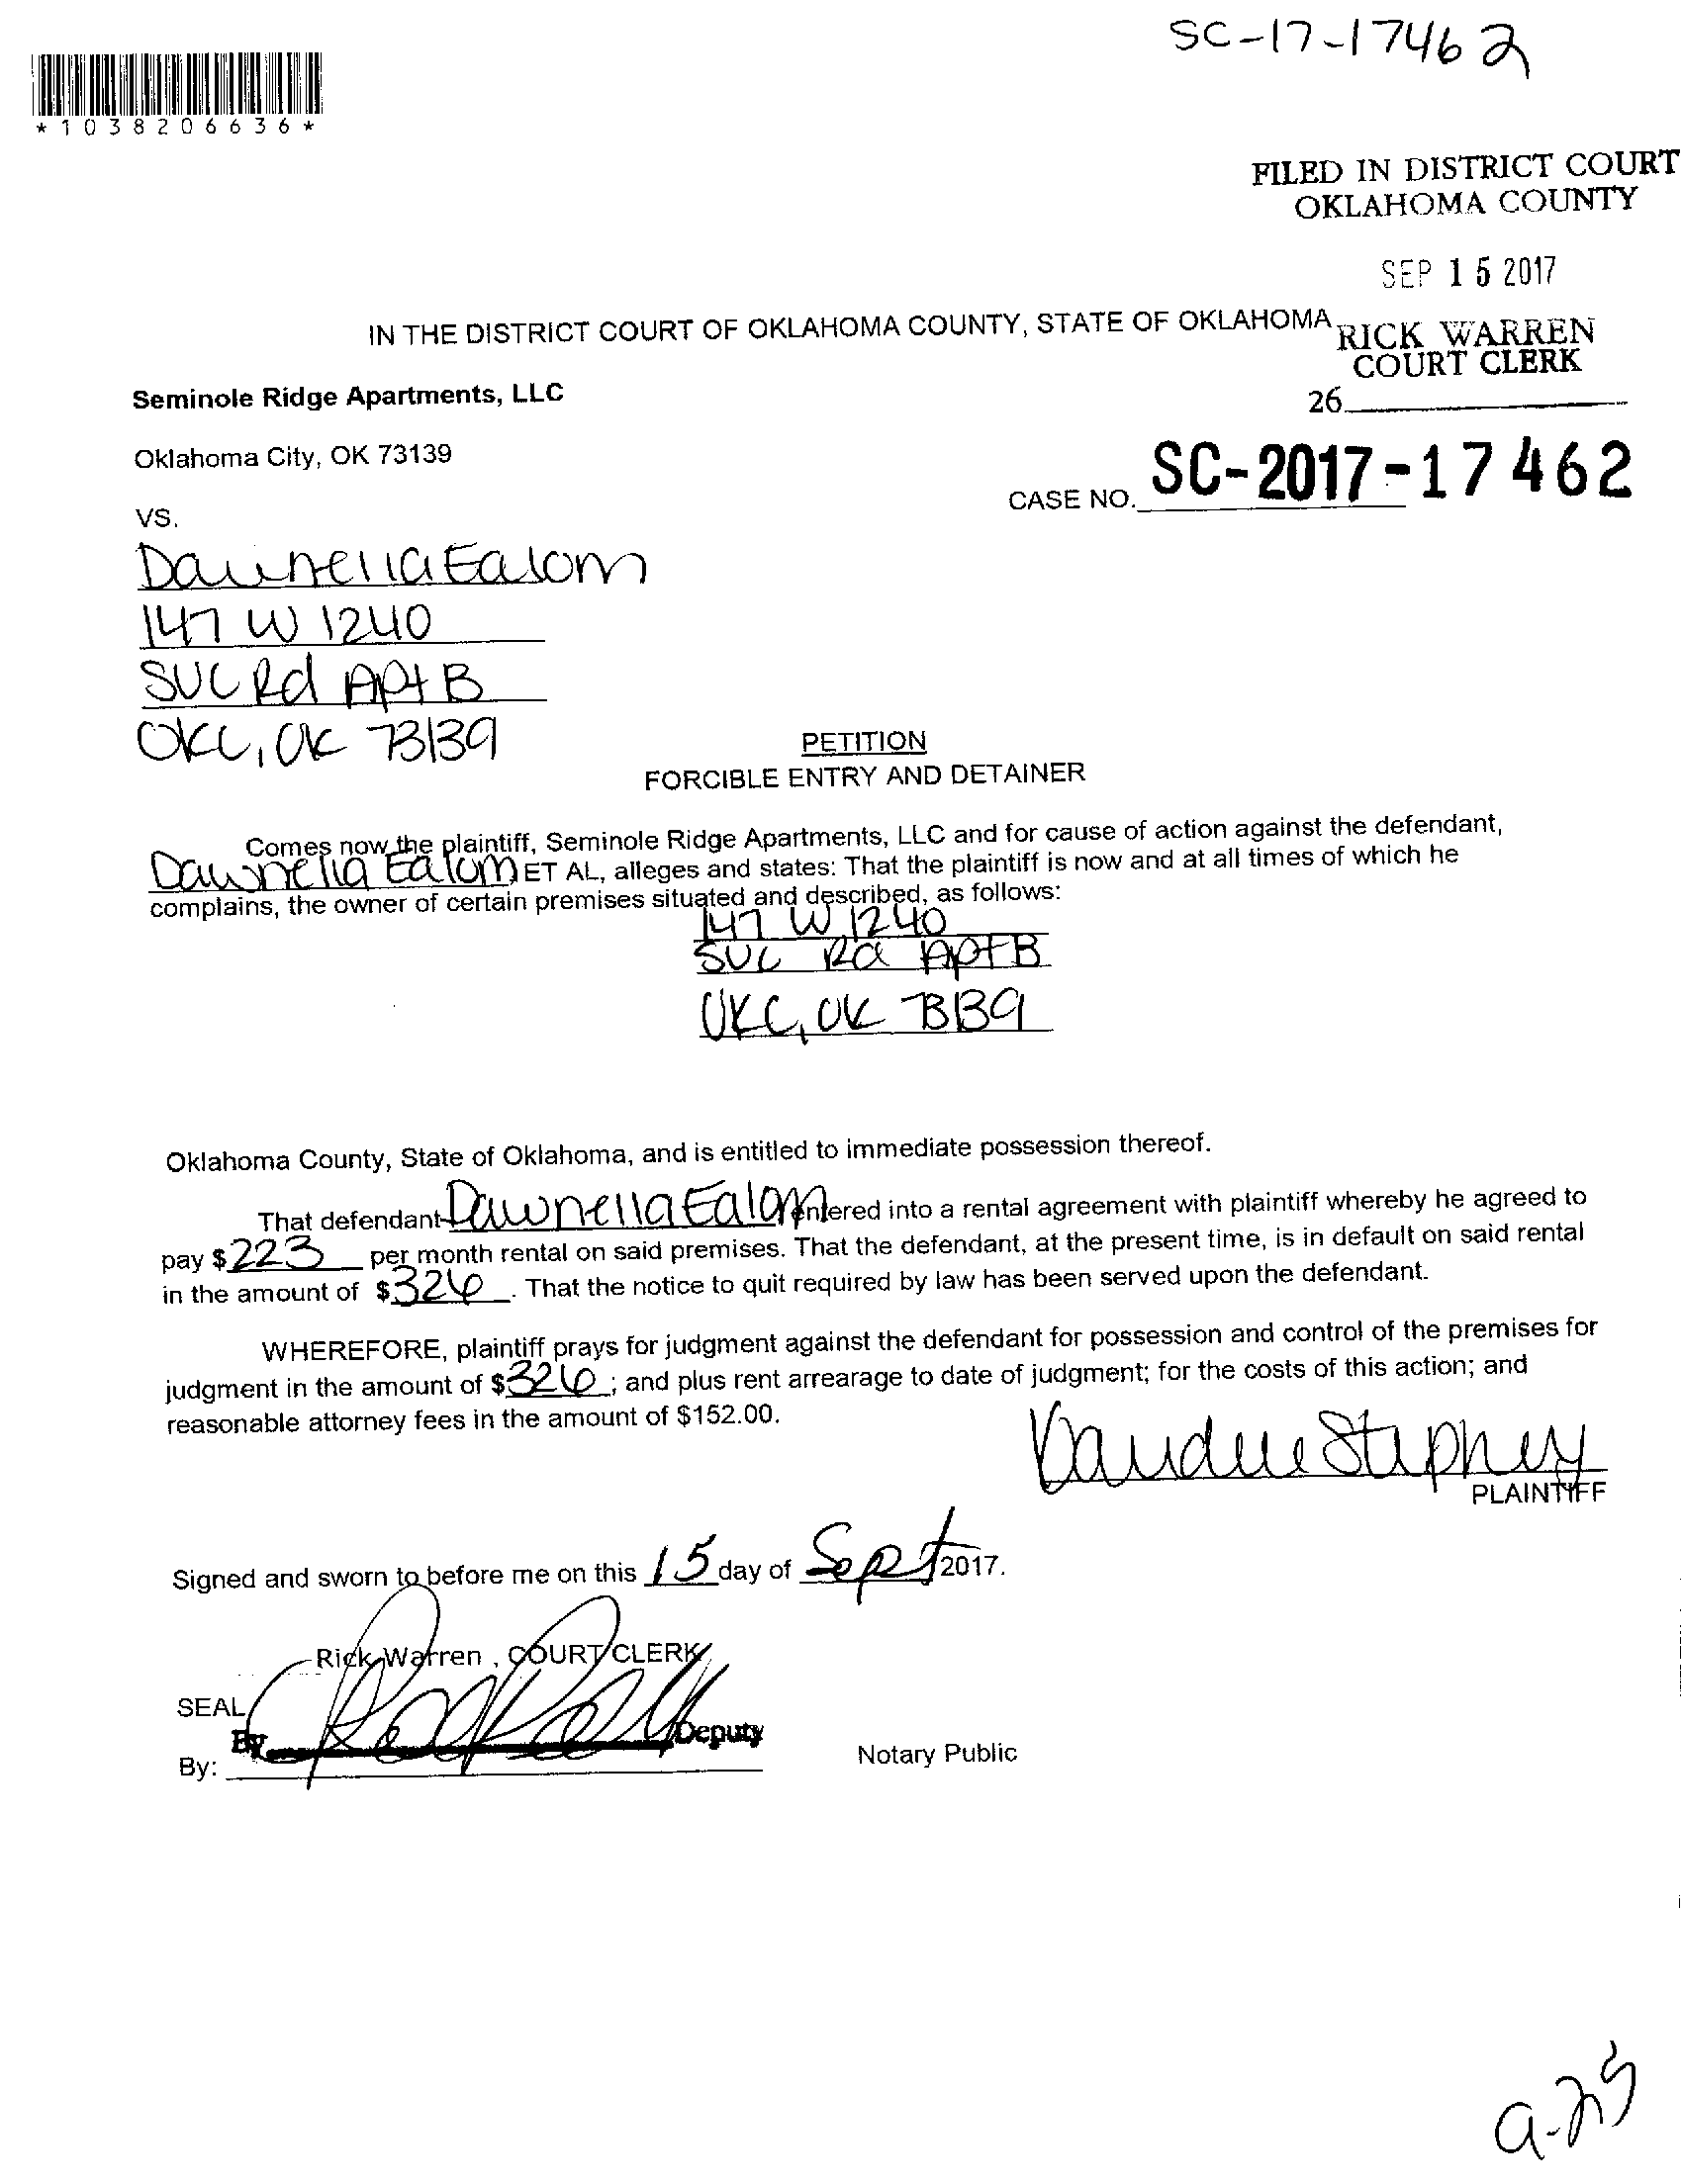 SC-17-17462
*1038206636*
FILED IN DISTRICT COURT
OKLAHOMA COUNTY
SEP 15 2017
IN THE DISTRICT COURT OF OKLAHOMA COUNTY, STATE OF OKLAHOMA
RICK WARREN
COURT CLERK
26
Seminole Ridge Apartments, LLC
Oklahoma City, OK 73139
CASE NO. SC-2017-17462
VS.
Dawnella Ealom
147 W 1240
SVC Rd Apt B
OKC, OK 73139
PETITION
FORCIBLE ENTRY AND DETAINER
Comes now the plaintiff, Seminole Ridge Apartments, LLC and for cause of action against the defendant,
Dawnella Ealom ET AL, alleges and states: That the plaintiff is now and at all times of which he
complains, the owner of certain premises situated and described, as follows:
147 W 1240
SVC Rd Apt B
OKC, OK 73139
Oklahoma County, State of Oklahoma, and is entitled to immediate possession thereof.
That defendant Dawnella Ealom entered into a rental agreement with plaintiff whereby he agreed to
pay $223 per month rental on said premises. That the defendant, at the present time, is in default on said rental
in the amount of $326. That the notice to quit required by law has been served upon the defendant.
WHEREFORE, plaintiff prays for judgment against the defendant for possession and control of the premises for
judgment in the amount of $326; and plus rent arrearage to date of judgment; for the costs of this action; and
reasonable attorney fees in the amount of $152.00.
PLAINTIFF
Signed and sworn to before me on this 15 day of Sept 2017.
Rick Warren , COURT CLERK
SEAL
By Deputy
By:
Notary Public
9-25